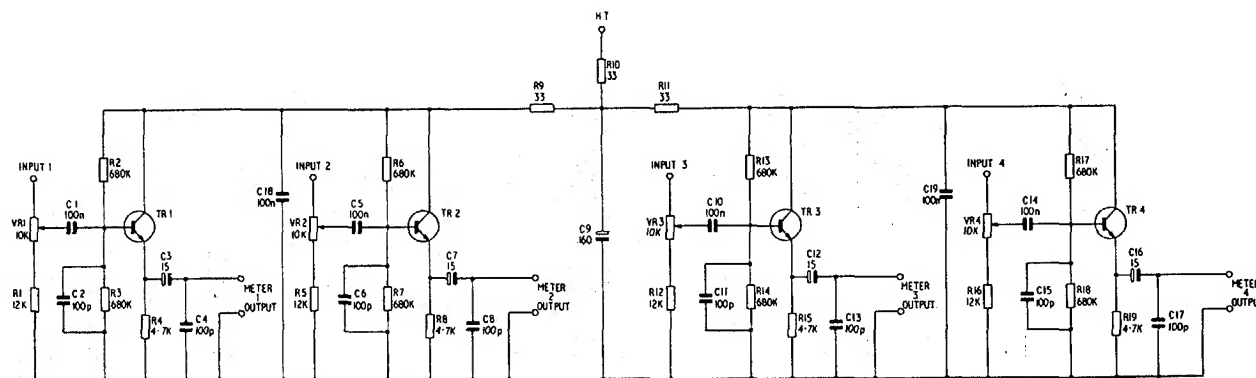 H.T
R10
33
R9
33
R11
33
INPUT 1
R2
680K
C1
100n
VR1
10K
TR 1
C3
15
R1
12K
C2
100p
R3
680K
R4
4·7K
C4
100p
METER
1
OUTPUT
C18
100n
INPUT 2
R6
680K
C5
100n
VR2
10K
TR 2
C7
15
R5
12K
C6
100p
R7
680K
R8
4·7K
C8
100p
METER
2
OUTPUT
C9
160
INPUT 3
R13
680K
C10
100n
VR3
10K
TR 3
C12
15
R12
12K
C11
100p
R14
680K
R15
4·7K
C13
100p
METER
3
OUTPUT
C19
100n
INPUT 4
R17
680K
C14
100n
VR4
10K
TR 4
C16
15
R16
12K
C15
100p
R18
680K
R19
4·7K
C17
100p
METER
4
OUTPUT